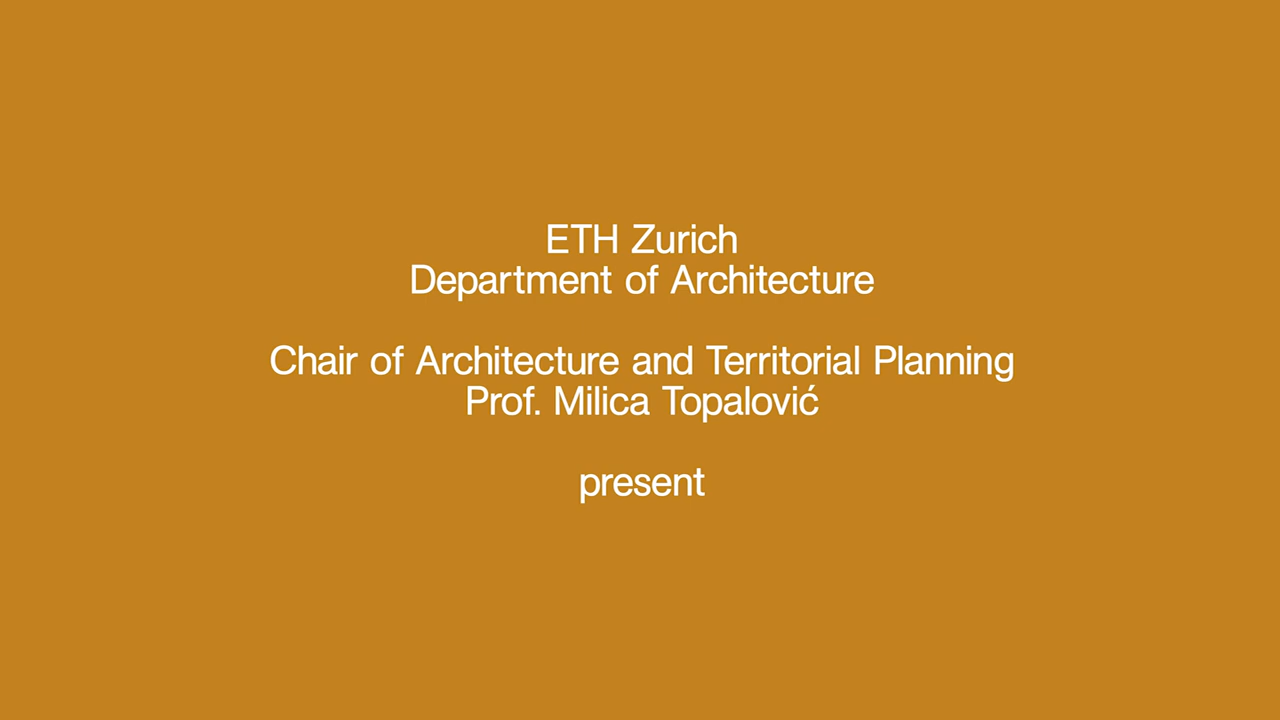 ETH Zurich
Department of Architecture
Chair of Architecture and Territorial Planning
Prof. Milica Topalović
present